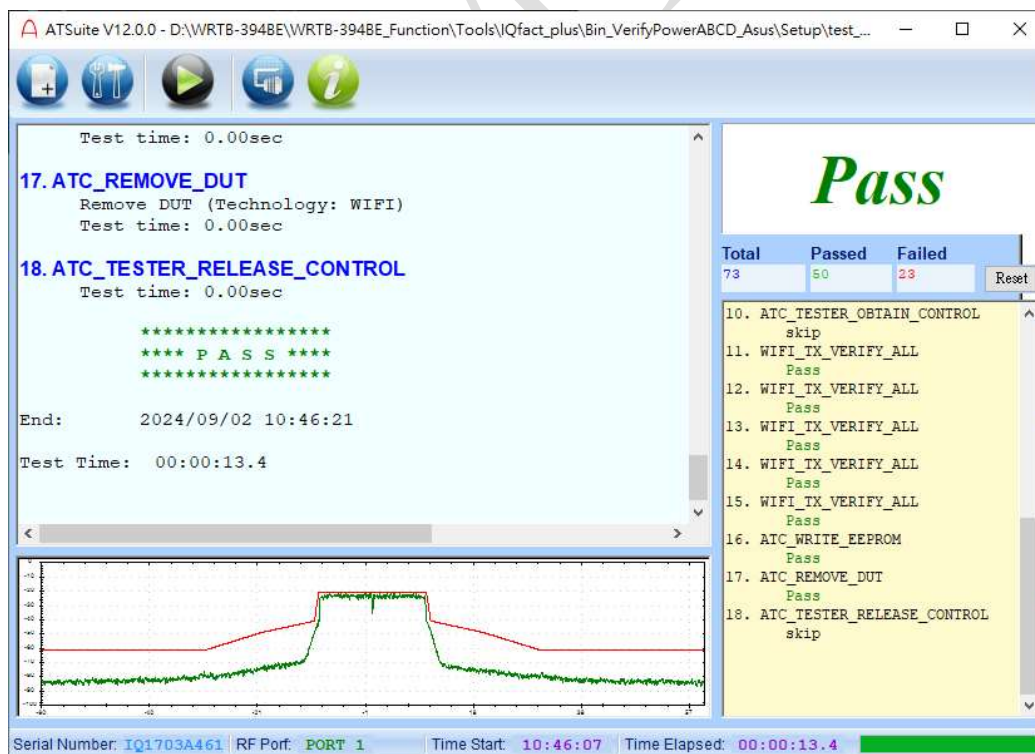 ATSuite V12.0.0 - D:\WRTB-394BE\WRTB-394BE_Function\Tools\IQfact_plus\Bin_VerifyPowerABCD_Asus\Setup\test_...
Test time: 0.00sec
17. ATC_REMOVE_DUT
Remove DUT (Technology: WIFI)
Test time: 0.00sec
18. ATC_TESTER_RELEASE_CONTROL
Test time: 0.00sec
*****************
**** P A S S ****
*****************
End: 2024/09/02 10:46:21
Test Time: 00:00:13.4
Pass
Total Passed Failed
73 50 23 Reset
10. ATC_TESTER_OBTAIN_CONTROL
skip
11. WIFI_TX_VERIFY_ALL
Pass
12. WIFI_TX_VERIFY_ALL
Pass
13. WIFI_TX_VERIFY_ALL
Pass
14. WIFI_TX_VERIFY_ALL
Pass
15. WIFI_TX_VERIFY_ALL
Pass
16. ATC_WRITE_EEPROM
Pass
17. ATC_REMOVE_DUT
Pass
18. ATC_TESTER_RELEASE_CONTROL
skip
Serial Number: IQ1703A461 RF Port: PORT 1 Time Start: 10:46:07 Time Elapsed: 00:00:13.4